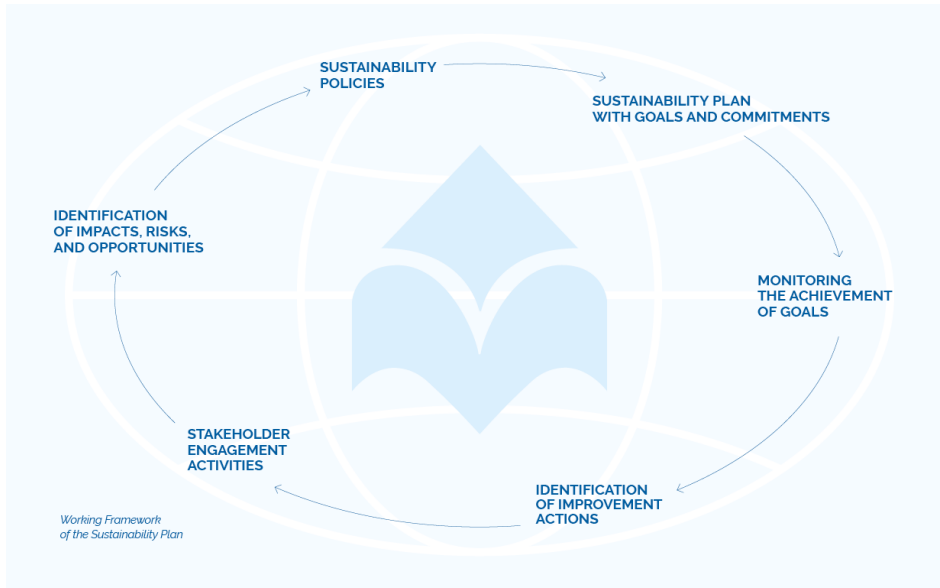 SUSTAINABILITY
POLICIES
SUSTAINABILITY PLAN
WITH GOALS AND COMMITMENTS
MONITORING
THE ACHIEVEMENT
OF GOALS
IDENTIFICATION
OF IMPROVEMENT
ACTIONS
STAKEHOLDER
ENGAGEMENT
ACTIVITIES
IDENTIFICATION
OF IMPACTS, RISKS,
AND OPPORTUNITIES
Working Framework
of the Sustainability Plan